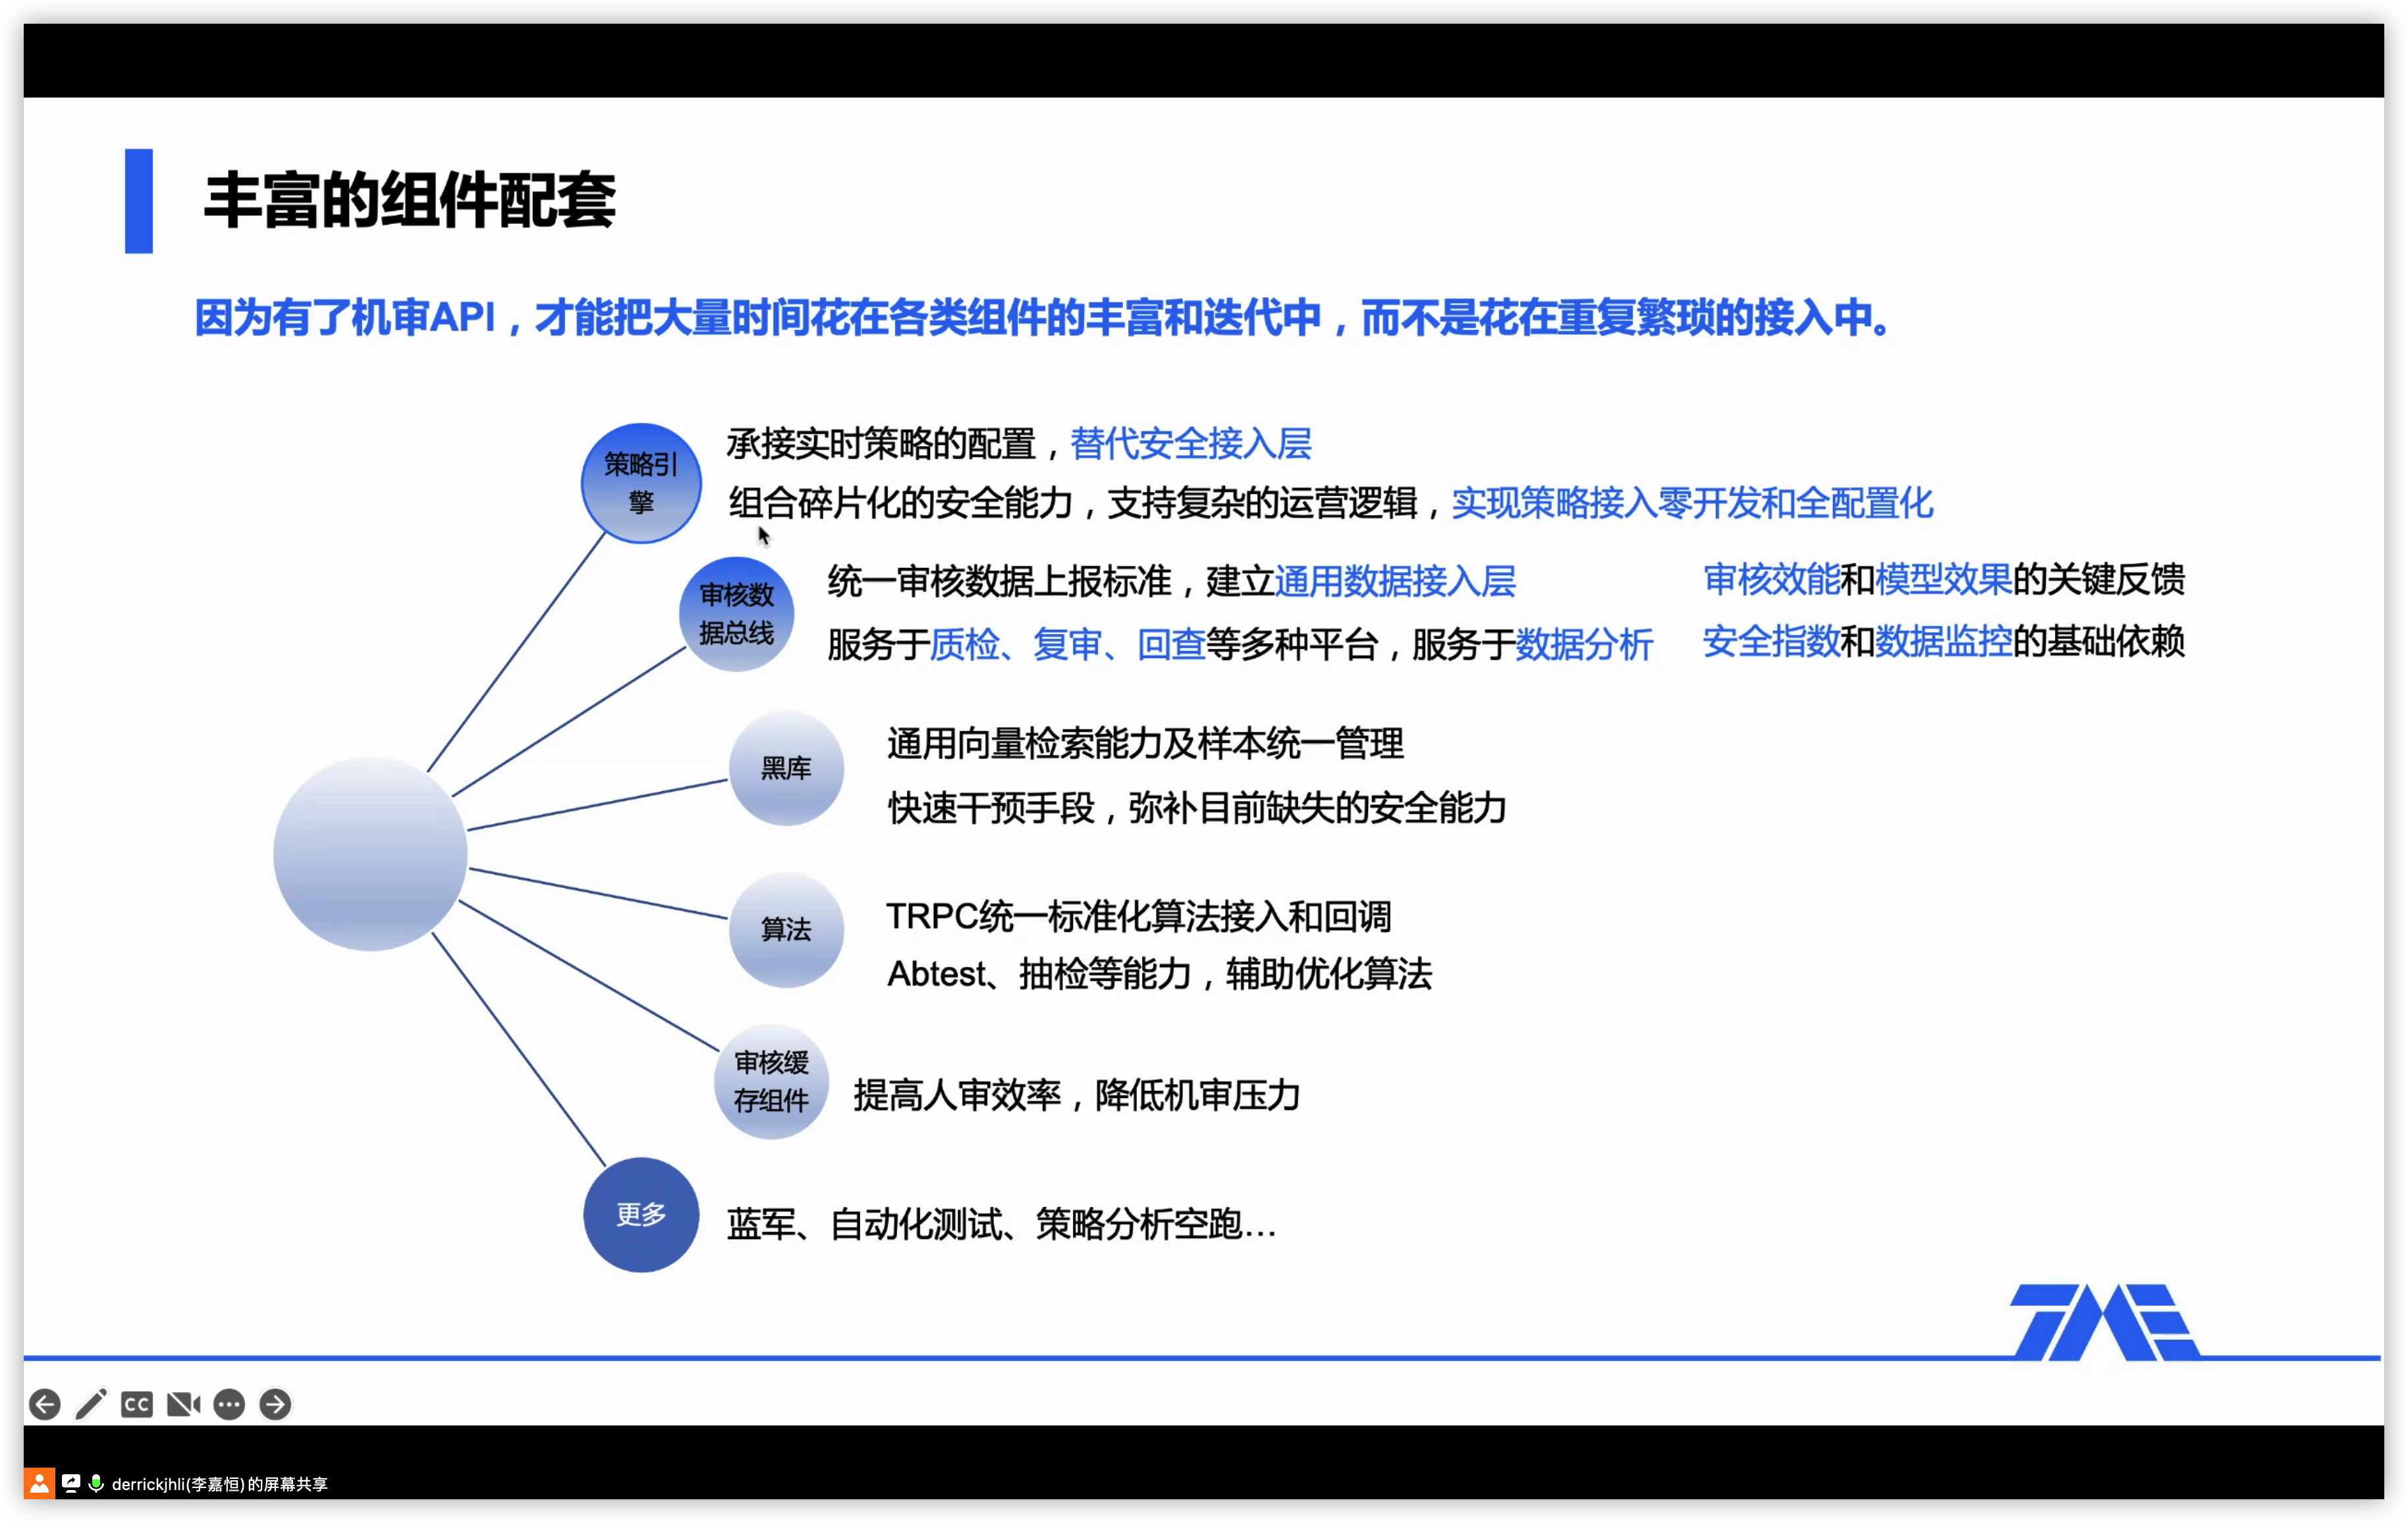 丰富的组件配套
因为有了机审API，才能把大量时间花在各类组件的丰富和迭代中，而不是花在重复繁琐的接入中。
策略引
擎
承接实时策略的配置，替代安全接入层
组合碎片化的安全能力，支持复杂的运营逻辑，实现策略接入零开发和全配置化
审核数
据总线
统一审核数据上报标准，建立通用数据接入层
服务于质检、复审、回查等多种平台，服务于数据分析
审核效能和模型效果的关键反馈
安全指数和数据监控的基础依赖
黑库
通用向量检索能力及样本统一管理
快速干预手段，弥补目前缺失的安全能力
算法
TRPC统一标准化算法接入和回调
Abtest、抽检等能力，辅助优化算法
审核缓
存组件
提高人审效率，降低机审压力
更多
蓝军、自动化测试、策略分析空跑...
TME
CC
derrickjhli(李嘉恒)的屏幕共享